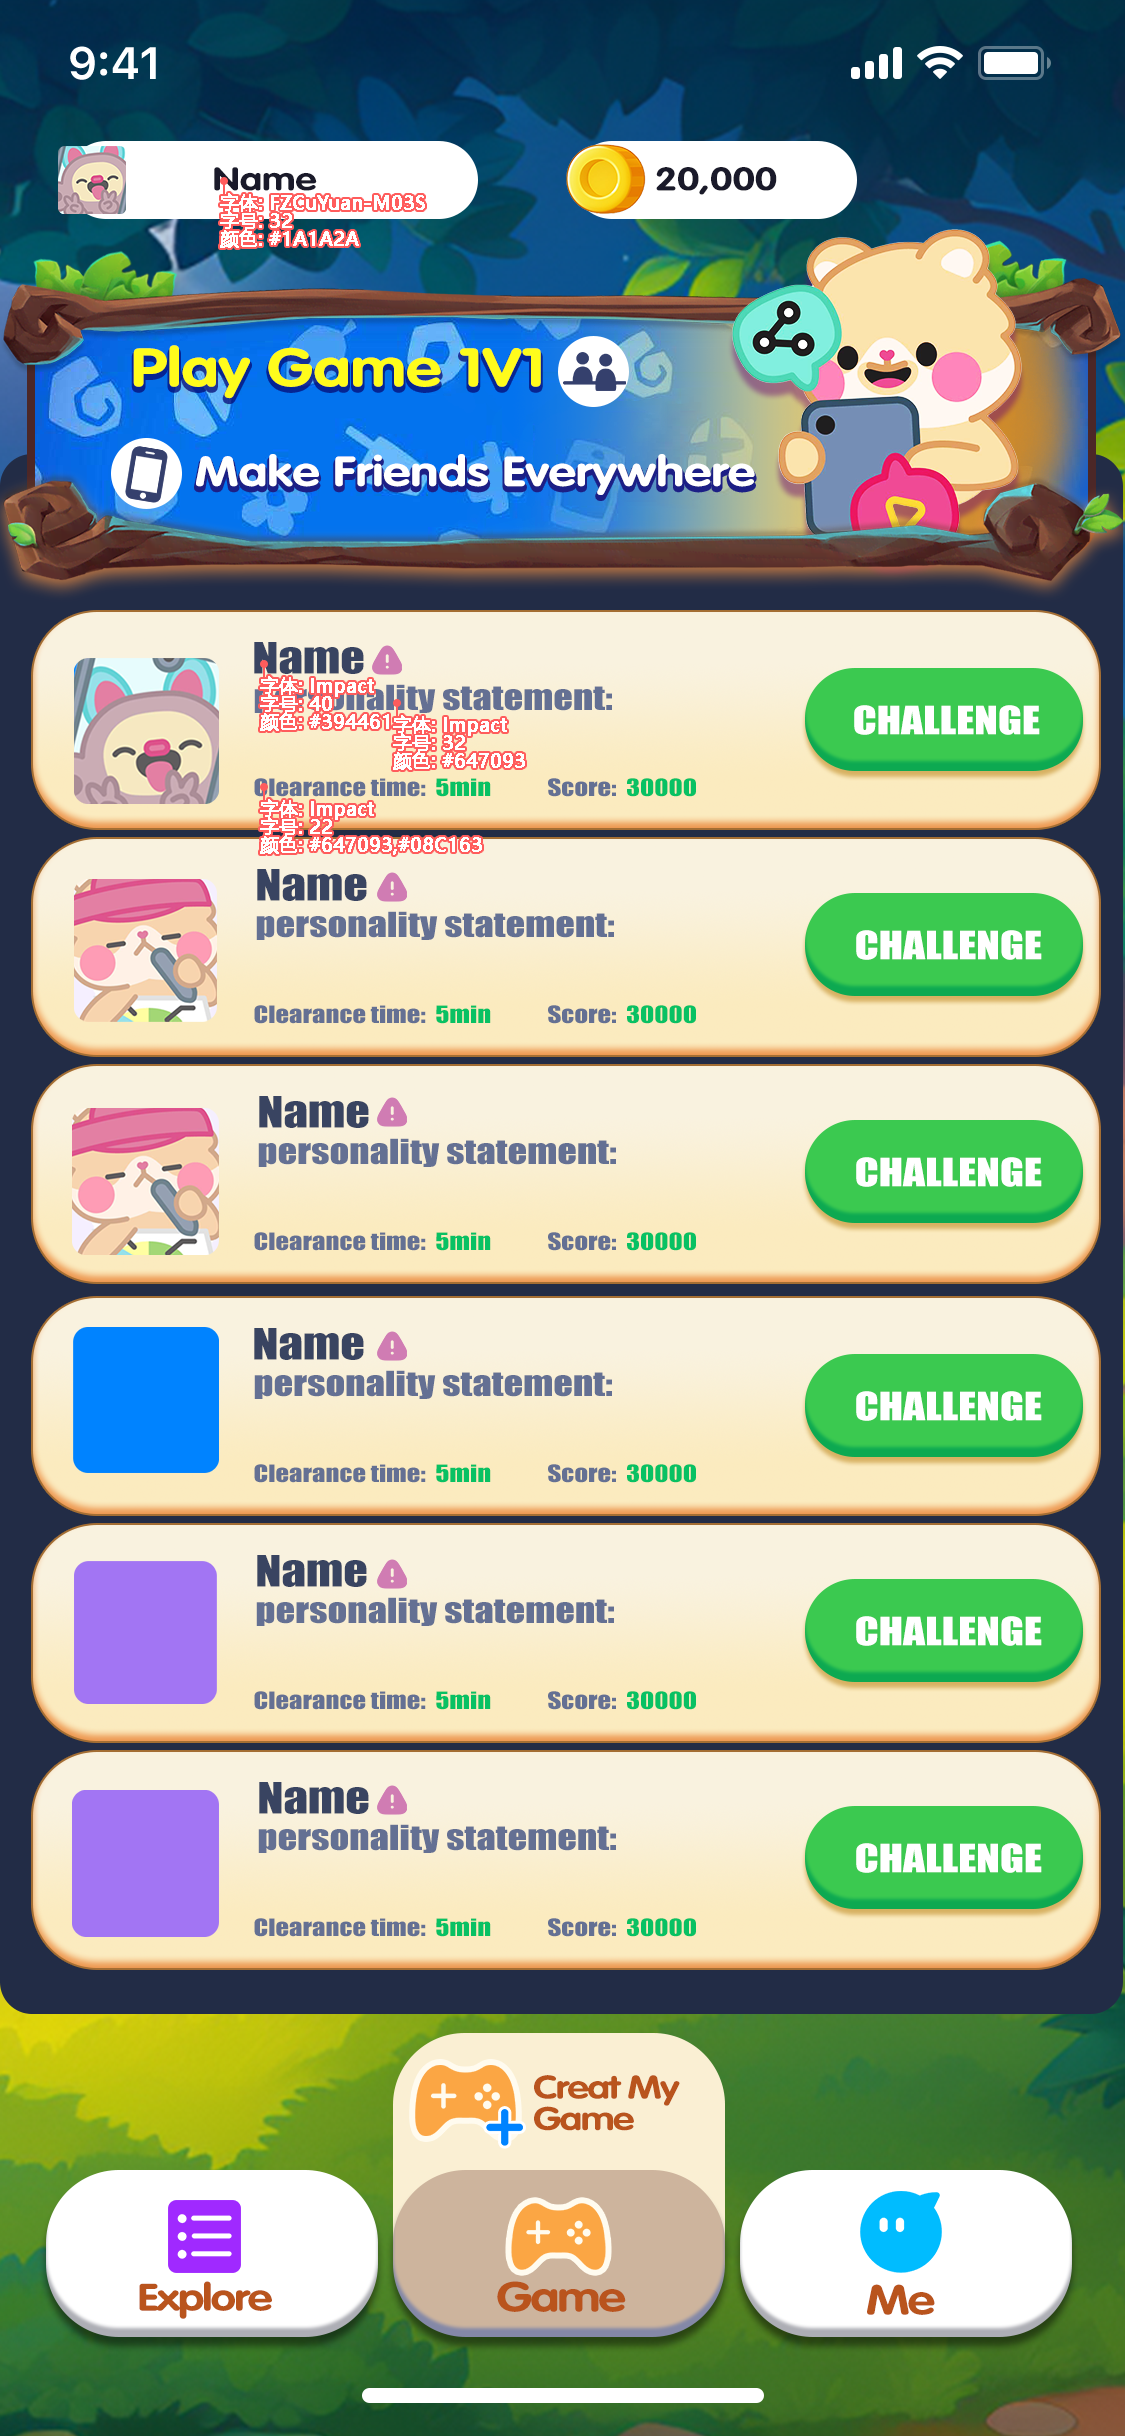 9:41
Name
20,000
字体: FZCuYuan-M03S
字号: 32
颜色: #1A1A2A
Play Game 1V1
Make Friends Everywhere
Name
personality statement:
字体: Impact
字号: 40
颜色: #394461
字体: Impact
字号: 32
颜色: #647093
CHALLENGE
Clearance time: 5min Score: 30000
字体: Impact
字号: 22
颜色: #647093,#08C163
Name
personality statement:
CHALLENGE
Clearance time: 5min Score: 30000
Name
personality statement:
CHALLENGE
Clearance time: 5min Score: 30000
Name
personality statement:
CHALLENGE
Clearance time: 5min Score: 30000
Name
personality statement:
CHALLENGE
Clearance time: 5min Score: 30000
Name
personality statement:
CHALLENGE
Clearance time: 5min Score: 30000
Creat My
Game
Explore
Game
Me